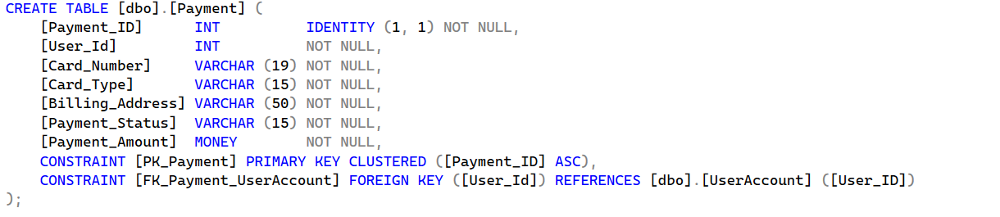 CREATE TABLE [dbo].[Payment] (
    [Payment_ID]      INT          IDENTITY (1, 1) NOT NULL,
    [User_Id]         INT          NOT NULL,
    [Card_Number]     VARCHAR (19) NOT NULL,
    [Card_Type]       VARCHAR (15) NOT NULL,
    [Billing_Address] VARCHAR (50) NOT NULL,
    [Payment_Status]  VARCHAR (15) NOT NULL,
    [Payment_Amount]  MONEY        NOT NULL,
    CONSTRAINT [PK_Payment] PRIMARY KEY CLUSTERED ([Payment_ID] ASC),
    CONSTRAINT [FK_Payment_UserAccount] FOREIGN KEY ([User_Id]) REFERENCES [dbo].[UserAccount] ([User_ID])
);